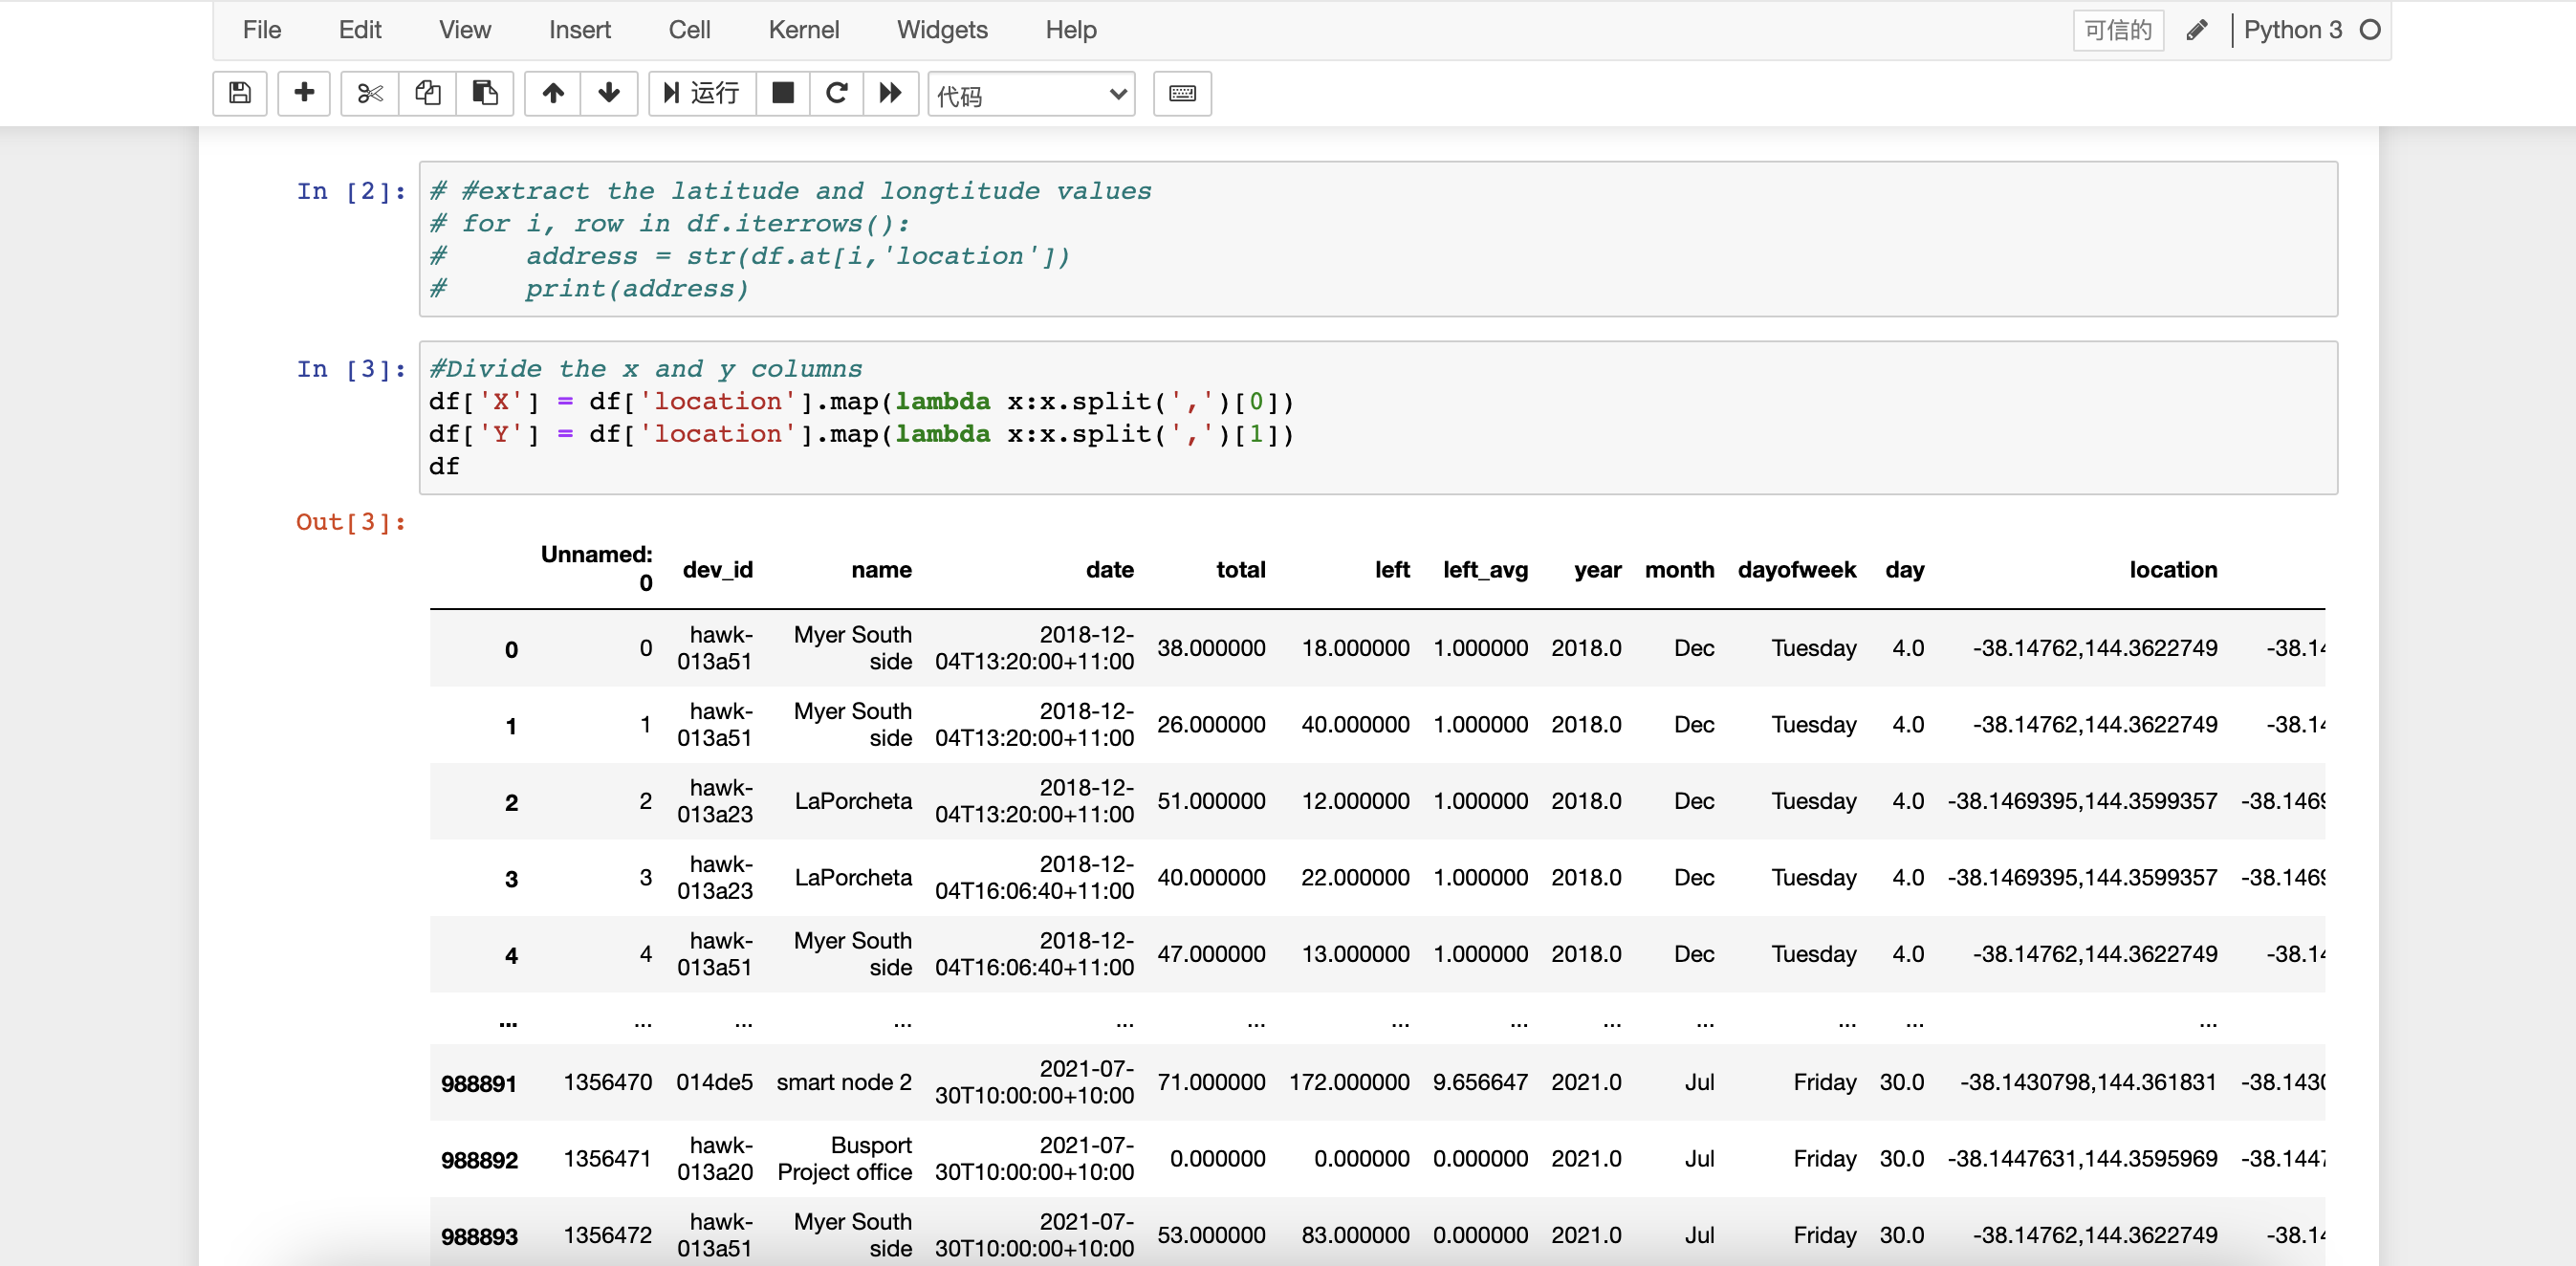 File Edit View Insert Cell Kernel Widgets Help 可信的 Python 3
运行 代码
In [2]: # #extract the latitude and longtitude values
# for i, row in df.iterrows():
#     address = str(df.at[i,'location'])
#     print(address)
In [3]: #Divide the x and y columns
df['X'] = df['location'].map(lambda x:x.split(',')[0])
df['Y'] = df['location'].map(lambda x:x.split(',')[1])
df
Out[3]:
Unnamed: 0 dev_id name date total left left_avg year month dayofweek day location
0 0 hawk-013a51 Myer South side 2018-12-04T13:20:00+11:00 38.000000 18.000000 1.000000 2018.0 Dec Tuesday 4.0 -38.14762,144.3622749 -38.14
1 1 hawk-013a51 Myer South side 2018-12-04T13:20:00+11:00 26.000000 40.000000 1.000000 2018.0 Dec Tuesday 4.0 -38.14762,144.3622749 -38.14
2 2 hawk-013a23 LaPorcheta 2018-12-04T13:20:00+11:00 51.000000 12.000000 1.000000 2018.0 Dec Tuesday 4.0 -38.1469395,144.3599357 -38.1469
3 3 hawk-013a23 LaPorcheta 2018-12-04T16:06:40+11:00 40.000000 22.000000 1.000000 2018.0 Dec Tuesday 4.0 -38.1469395,144.3599357 -38.1469
4 4 hawk-013a51 Myer South side 2018-12-04T16:06:40+11:00 47.000000 13.000000 1.000000 2018.0 Dec Tuesday 4.0 -38.14762,144.3622749 -38.14
... ... ... ... ... ... ... ... ... ... ... ... ...
988891 1356470 014de5 smart node 2 2021-07-30T10:00:00+10:00 71.000000 172.000000 9.656647 2021.0 Jul Friday 30.0 -38.1430798,144.361831 -38.1430
988892 1356471 hawk-013a20 Busport Project office 2021-07-30T10:00:00+10:00 0.000000 0.000000 0.000000 2021.0 Jul Friday 30.0 -38.1447631,144.3595969 -38.1447
988893 1356472 hawk-013a51 Myer South side 2021-07-30T10:00:00+10:00 53.000000 83.000000 0.000000 2021.0 Jul Friday 30.0 -38.14762,144.3622749 -38.14